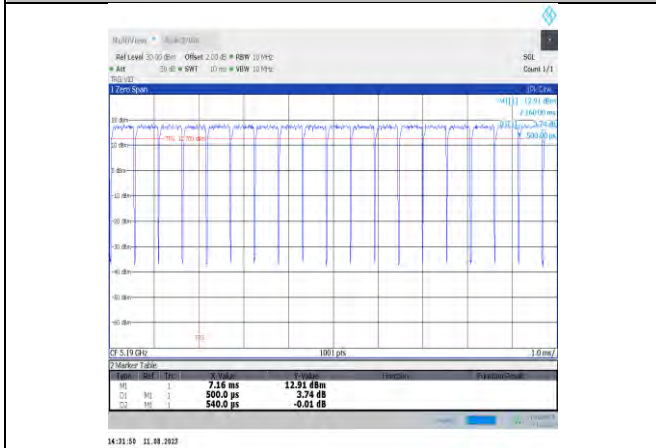 MultiView
Ref Level 30.00 dBm Offset 2.00 dB RBW 10 MHz SGL
Att 30 dB SWT 10 ms VBW 10 MHz Count 1/1
TRG:VID
1 Zero Span
M1[1] 12.91 dBm
7.16000 ms
3.74 dB
500.00 µs
20 dBm
10 dBm
0 dBm
-10 dBm
-20 dBm
-30 dBm
-40 dBm
-50 dBm
-60 dBm
CF 5.19 GHz 1001 pts 1.0 ms/
2 Marker Table
Type Ref Trc X-Value Y-Value Function Function Result
M1 1 7.16 ms 12.91 dBm
D1 M1 1 500.0 µs 3.74 dB
D2 M1 1 540.0 µs -0.01 dB
14:31:50 11.08.2023